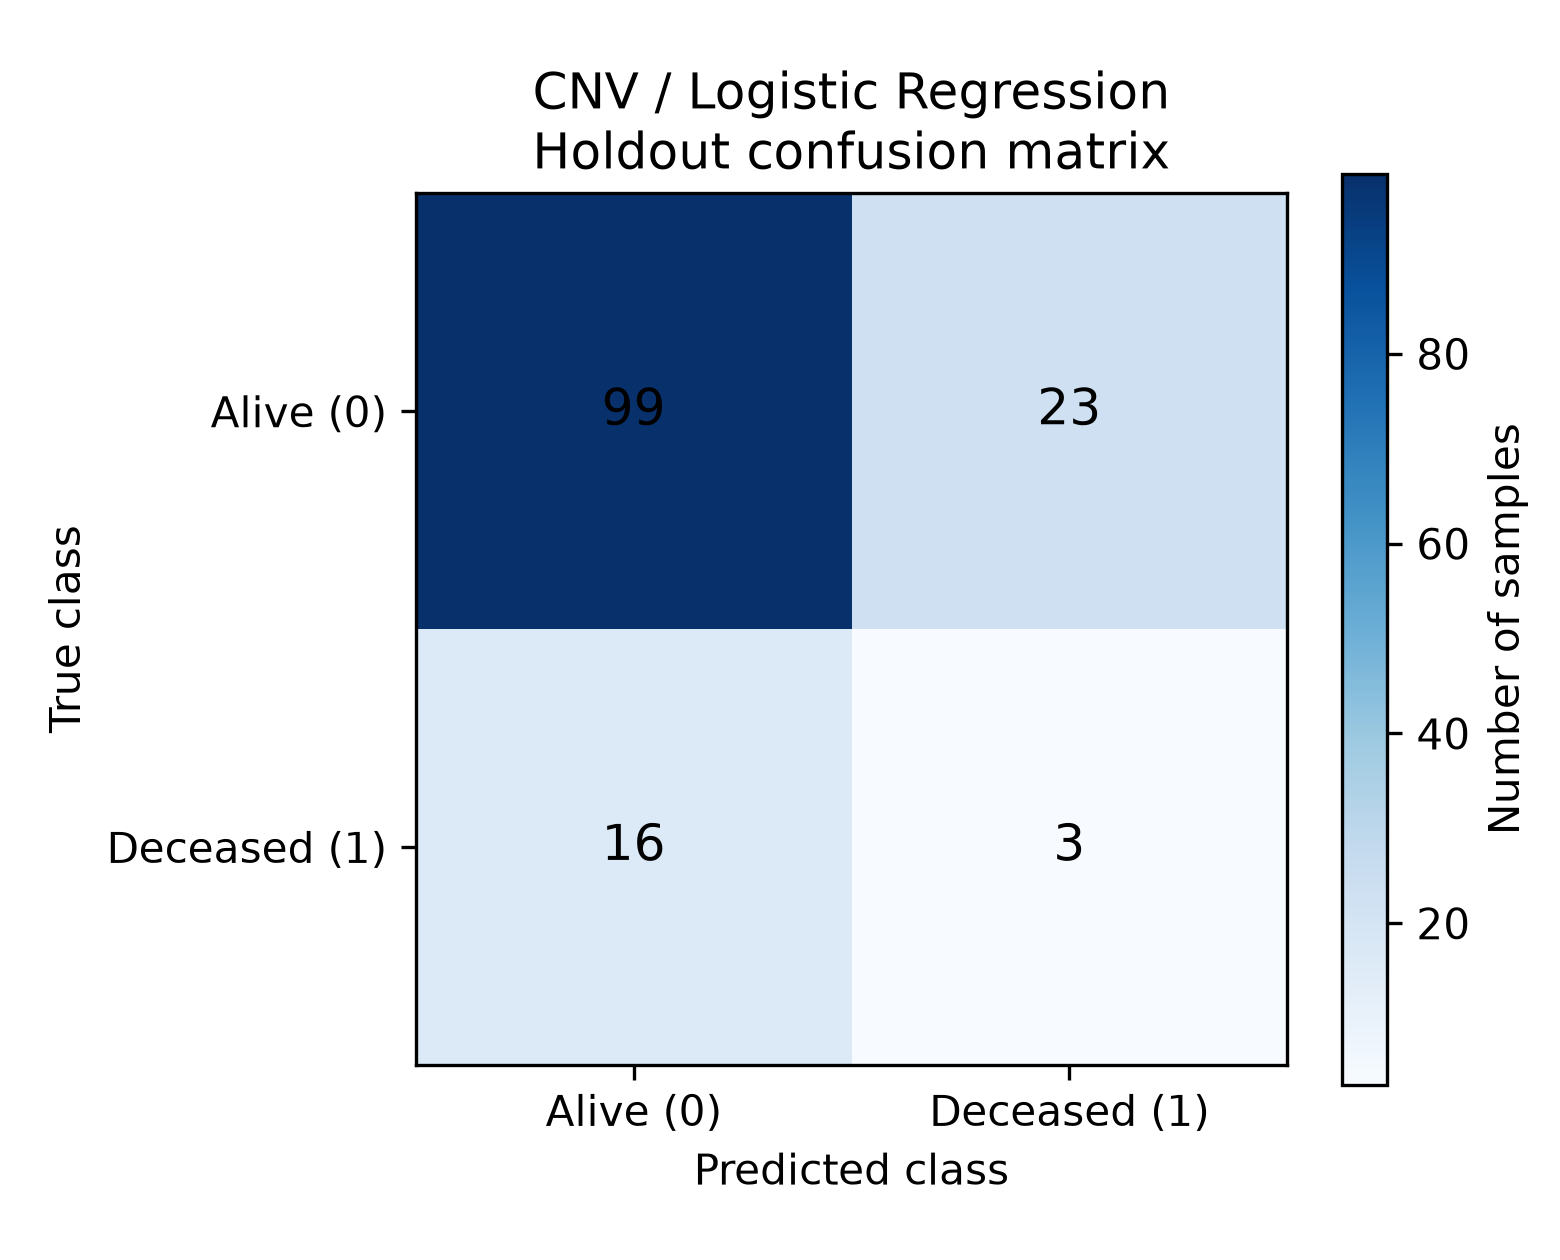 CNV / Logistic Regression
Holdout confusion matrix
Alive (0)
99
23
Deceased (1)
16
3
Alive (0)
Deceased (1)
Predicted class
True class
80
60
40
20
Number of samples